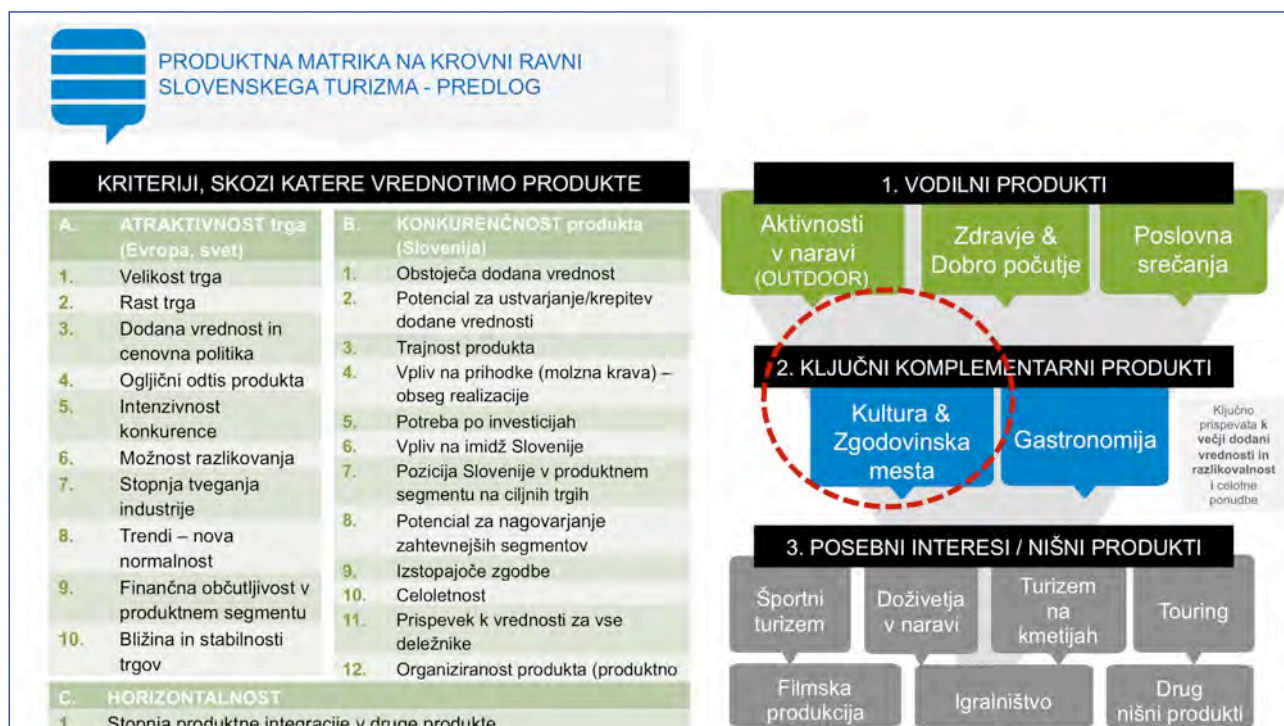 PRODUKTNA MATRIKA NA KROVNI RAVNI
SLOVENSKEGA TURIZMA - PREDLOG
KRITERIJI, SKOZI KATERE VREDNOTIMO PRODUKTE
A. ATRAKTIVNOST trga
(Evropa, svet)
1. Velikost trga
2. Rast trga
3. Dodana vrednost in
cenovna politika
4. Ogljični odtis produkta
5. Intenzivnost
konkurence
6. Možnost razlikovanja
7. Stopnja tveganja
industrije
8. Trendi – nova
normalnost
9. Finančna občutljivost v
produktnem segmentu
10. Bližina in stabilnosti
trgov
B. KONKURENČNOST produkta
(Slovenija)
1. Obstoječa dodana vrednost
2. Potencial za ustvarjanje/krepitev
dodane vrednosti
3. Trajnost produkta
4. Vpliv na prihodke (molzna krava) –
obseg realizacije
5. Potreba po investicijah
6. Vpliv na imidž Slovenije
7. Pozicija Slovenije v produktnem
segmentu na ciljnih trgih
8. Potencial za nagovarjanje
zahtevnejših segmentov
9. Izstopajoče zgodbe
10. Celoletnost
11. Prispevek k vrednosti za vse
deležnike
12. Organiziranost produkta (produktno
C. HORIZONTALNOST
1. Stopnja produktne integracije v druge produkte
1. VODILNI PRODUKTI
Aktivnosti
v naravi
(OUTDOOR)
Zdravje &
Dobro počutje
Poslovna
srečanja
2. KLJUČNI KOMPLEMENTARNI PRODUKTI
Kultura &
Zgodovinska
mesta
Gastronomija
Ključno
prispevata k
večji dodani
vrednosti in
razlikovalnost
i celotne
ponudbe
3. POSEBNI INTERESI / NIŠNI PRODUKTI
Športni
turizem
Doživetja
v naravi
Turizem
na
kmetijah
Touring
Filmska
produkcija
Igralništvo
Drug
nišni produkti